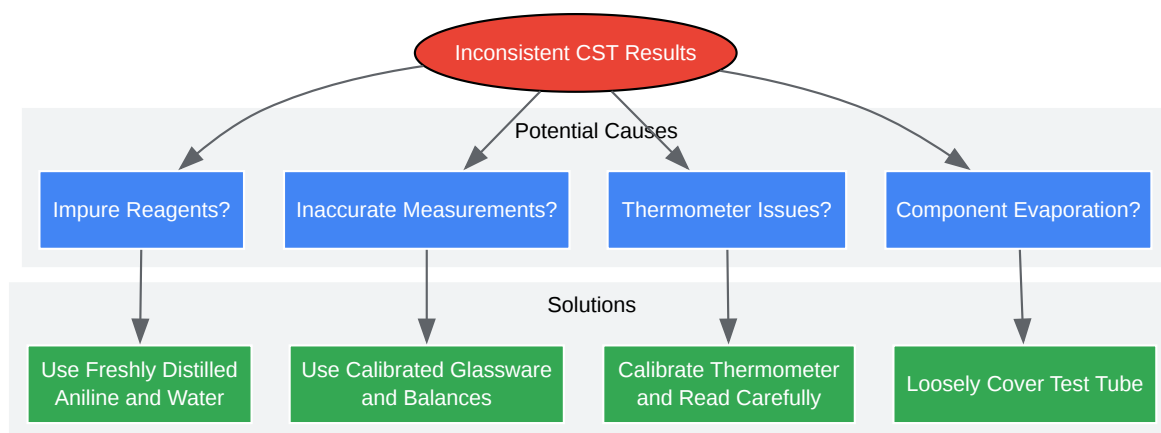 Inconsistent CST Results
Potential Causes
Impure Reagents?
Inaccurate Measurements?
Thermometer Issues?
Component Evaporation?
Solutions
Use Freshly Distilled
Aniline and Water
Use Calibrated Glassware
and Balances
Calibrate Thermometer
and Read Carefully
Loosely Cover Test Tube